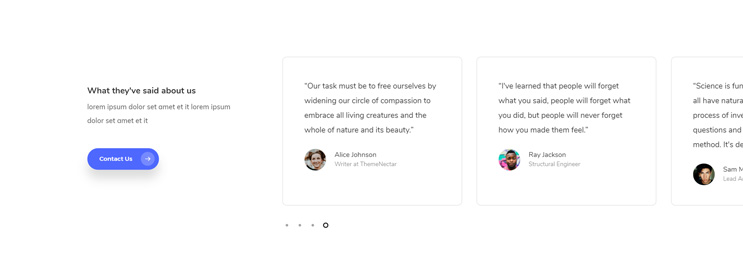 What they've said about us
lorem ipsum dolor set amet et it lorem ipsum
dolor set amet et it
Contact Us
“Our task must be to free ourselves by
widening our circle of compassion to
embrace all living creatures and the
whole of nature and its beauty.”
Alice Johnson
Writer at ThemeNectar
“I've learned that people will forget
what you said, people will forget what
you did, but people will never forget
how you made them feel.”
Ray Jackson
Structural Engineer
“Science is fun
all have natura
process of inve
questions and
method. It's de
Sam M
Lead A